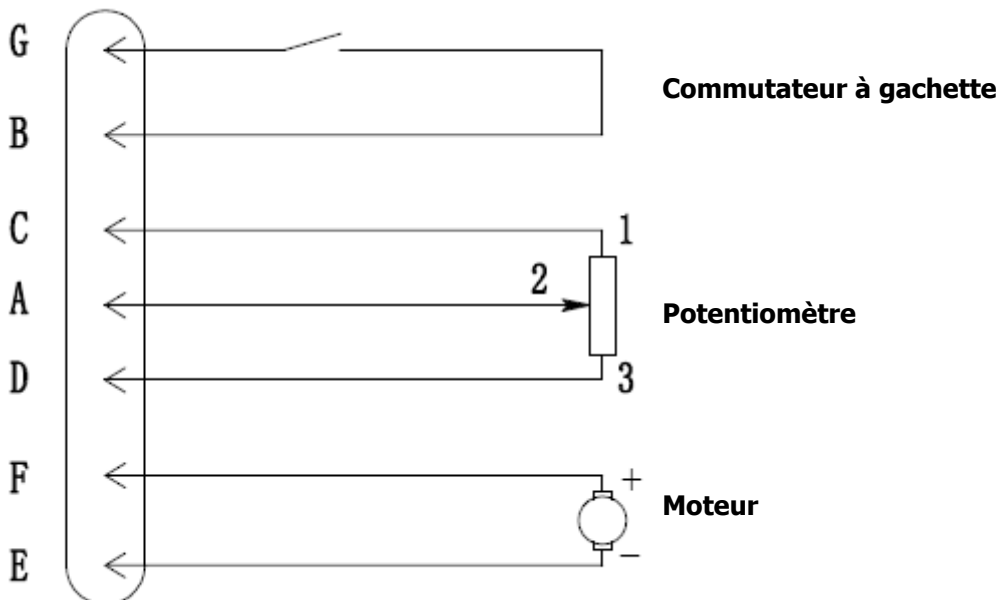 G
Commutateur à gachette
B
C
1
A
2
Potentiomètre
D
3
F
+
Moteur
E
−